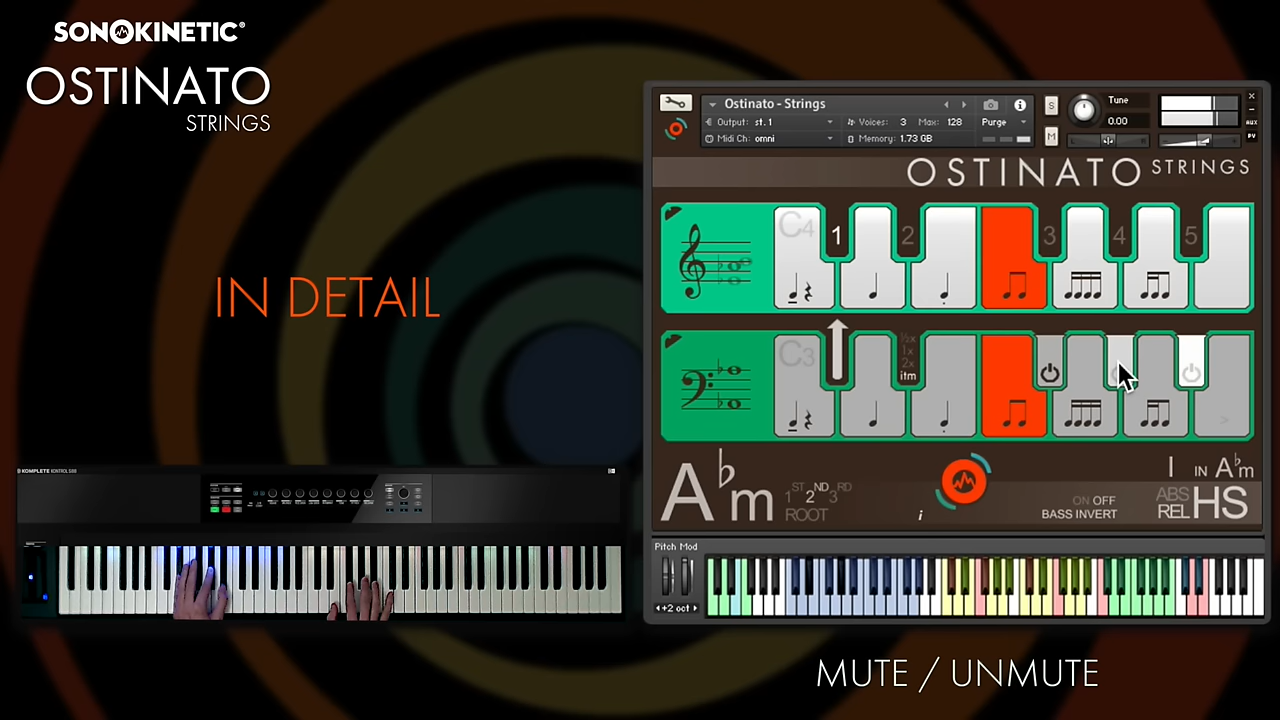 SONOKINETIC®
OSTINATO
STRINGS
IN DETAIL
KOMPLETE KONTROL S88
Ostinato - Strings
Output: st. 1
Voices: 3 Max: 128
Purge
Midi Ch: omni
Memory: 1.73 GB
S
M
Tune
0.00
L R
AUX
PV
OSTINATO STRINGS
C4 1 2 3 4 5
C3
½x
1x
2x
itm
A♭m
1ST 2ND 3RD
ROOT
i
ON OFF
BASS INVERT
I IN A♭m
ABS
REL HS
Pitch Mod
+2 oct
MUTE / UNMUTE